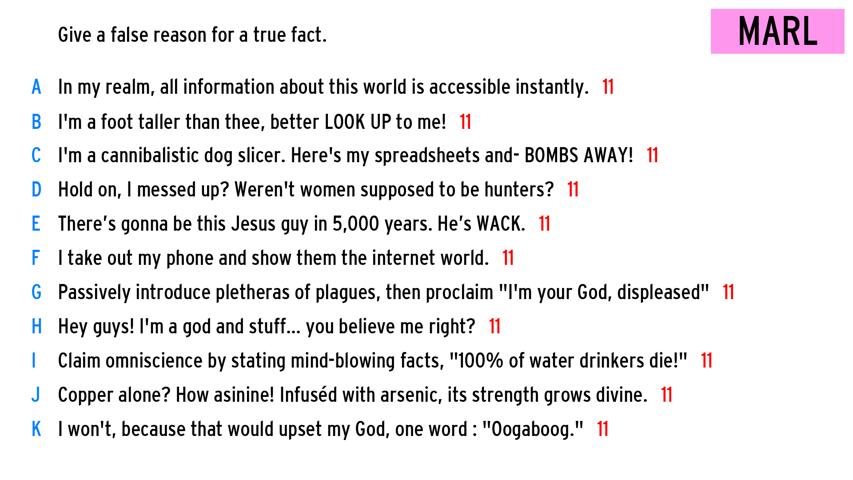 Give a false reason for a true fact.
MARL
A In my realm, all information about this world is accessible instantly. 11
B I'm a foot taller than thee, better LOOK UP to me! 11
C I'm a cannibalistic dog slicer. Here's my spreadsheets and- BOMBS AWAY! 11
D Hold on, I messed up? Weren't women supposed to be hunters? 11
E There’s gonna be this Jesus guy in 5,000 years. He’s WACK. 11
F I take out my phone and show them the internet world. 11
G Passively introduce pletheras of plagues, then proclaim "I'm your God, displeased" 11
H Hey guys! I'm a god and stuff... you believe me right? 11
I Claim omniscience by stating mind-blowing facts, "100% of water drinkers die!" 11
J Copper alone? How asinine! Infuséd with arsenic, its strength grows divine. 11
K I won't, because that would upset my God, one word : "Oogaboog." 11